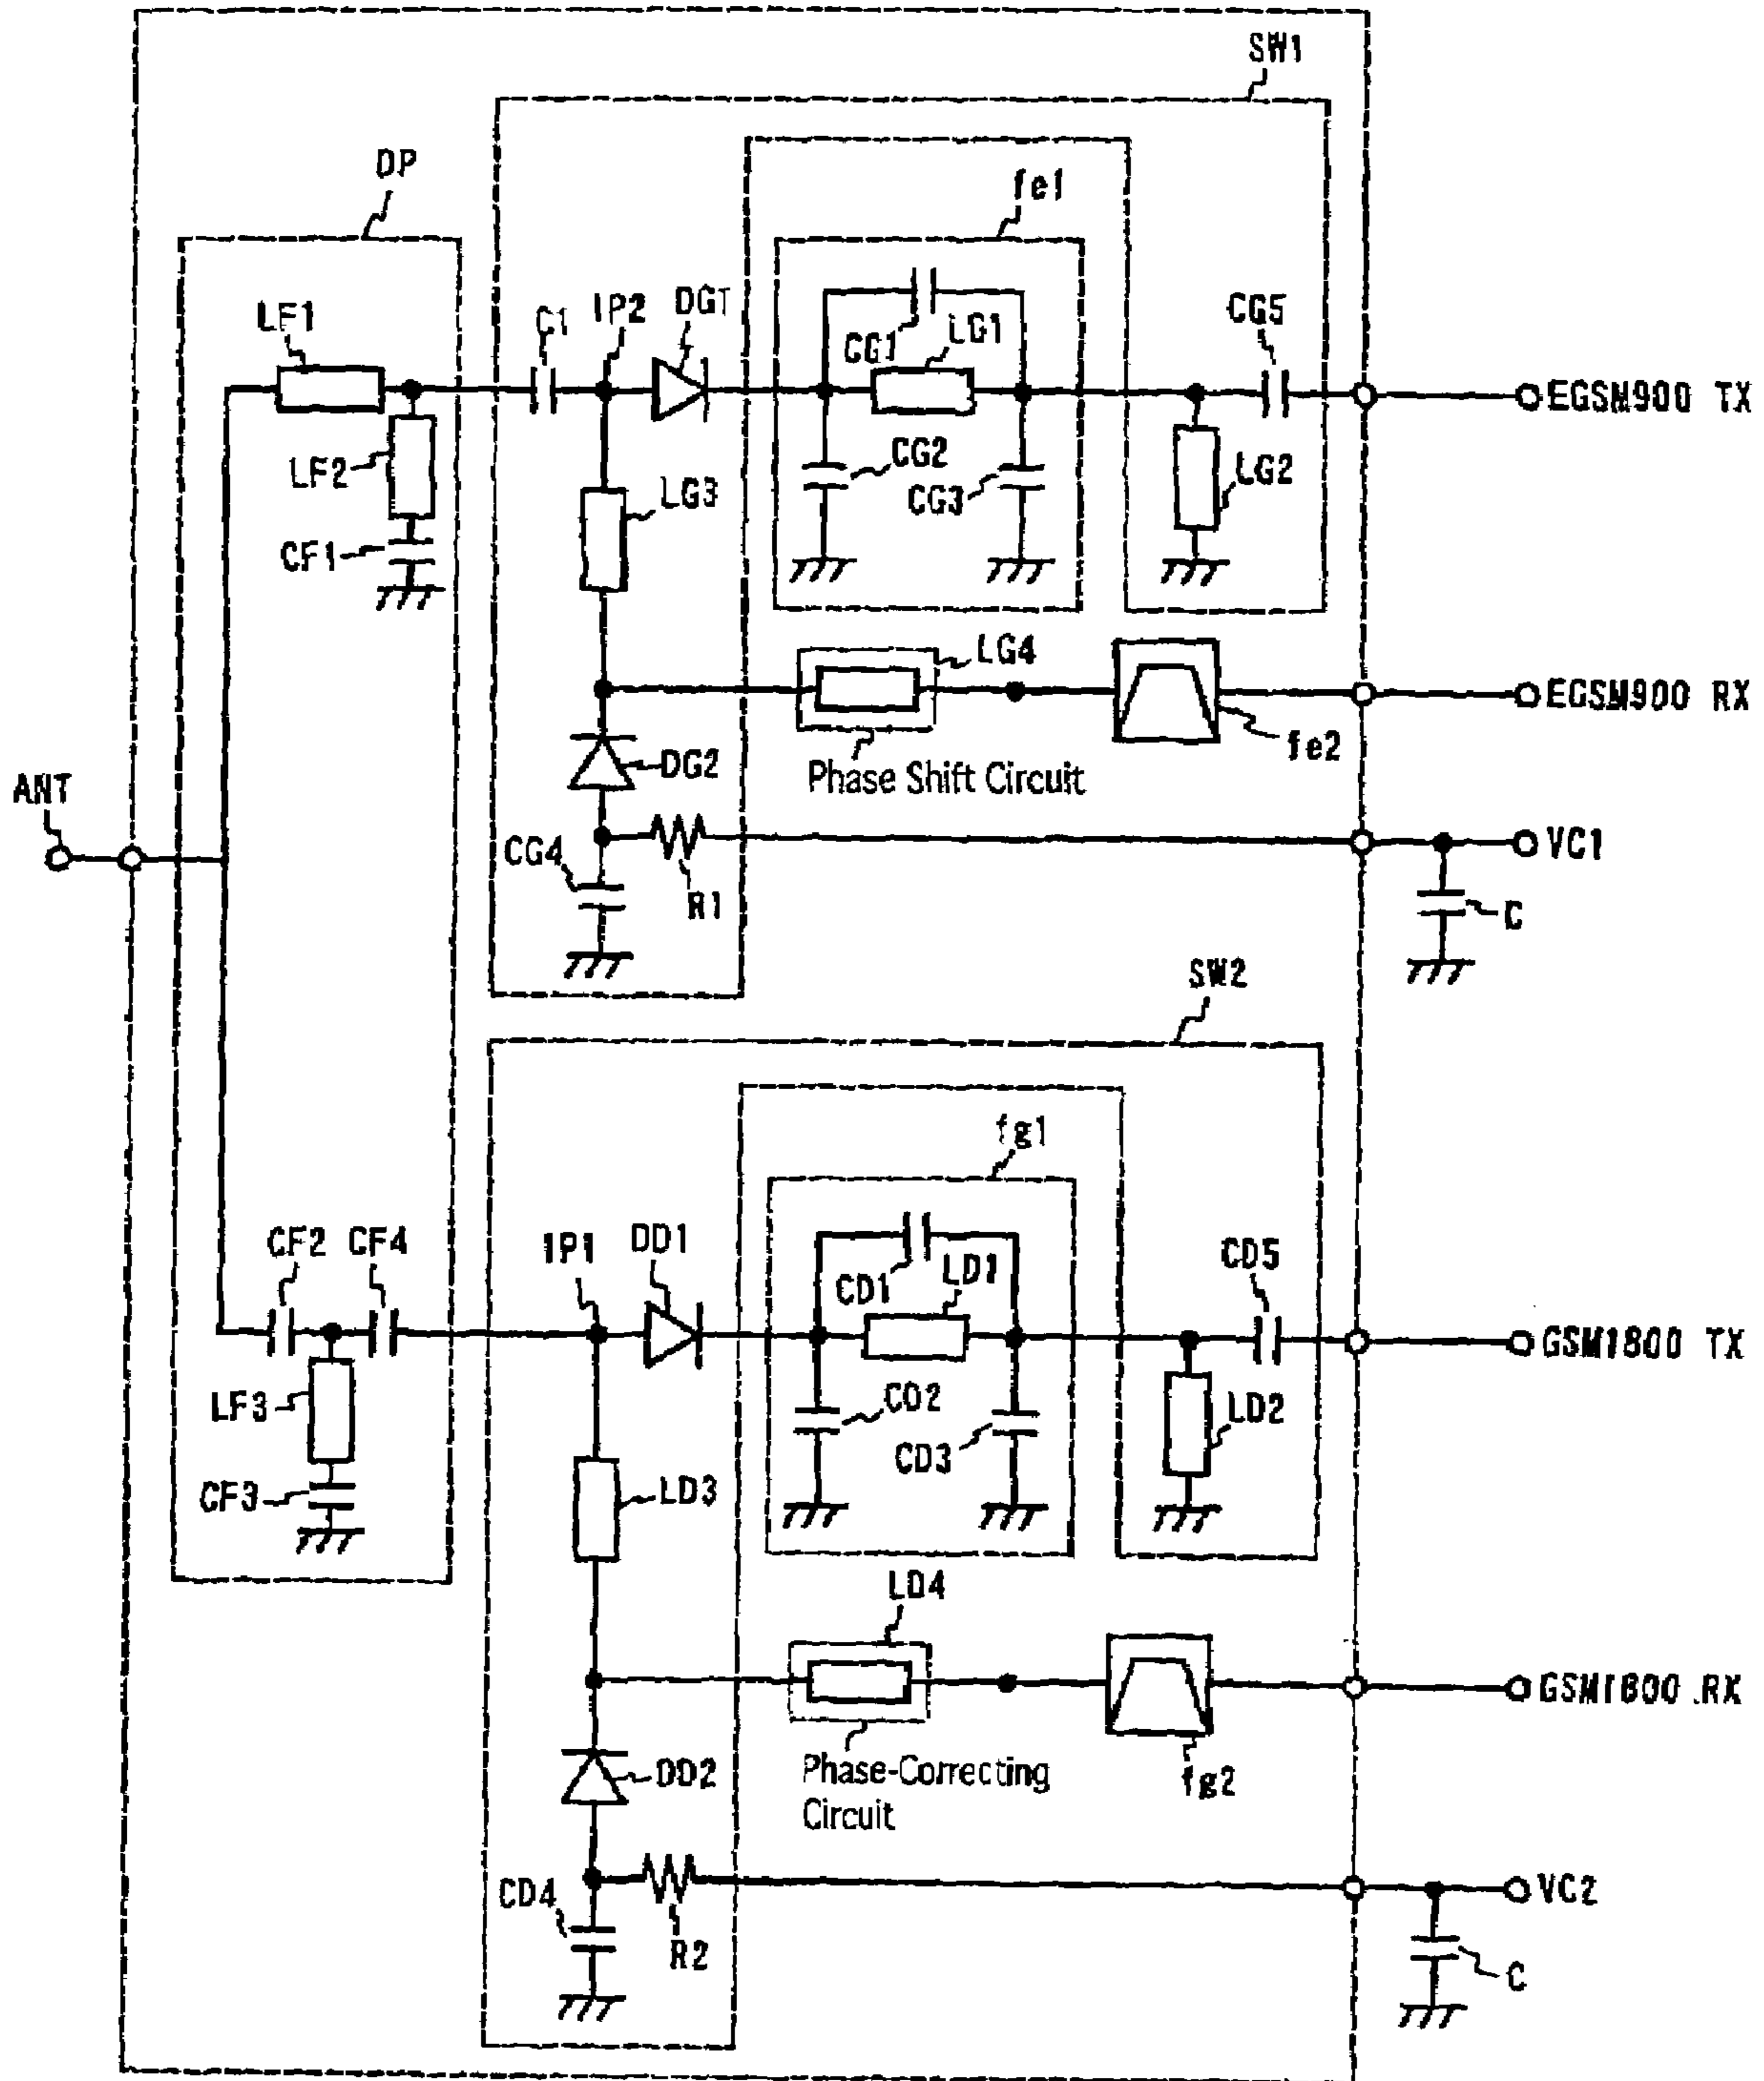 SW1
DP
fe1
LF1
C1
IP2
DGT
CG1
LG1
CG5
EGSM900 TX
LF2
CF1
LG3
CG2
CG3
LG2
LG4
EGSM900 RX
fe2
DG2
Phase Shift Circuit
ANT
CG4
R1
VC1
C
SW2
fg1
CF2
CF4
IP1
DD1
CD1
LD1
CD5
GSM1800 TX
LF3
CF3
LD3
CD2
CD3
LD2
LD4
GSM1800 RX
fg2
DD2
Phase-Correcting
Circuit
CD4
R2
VC2
C